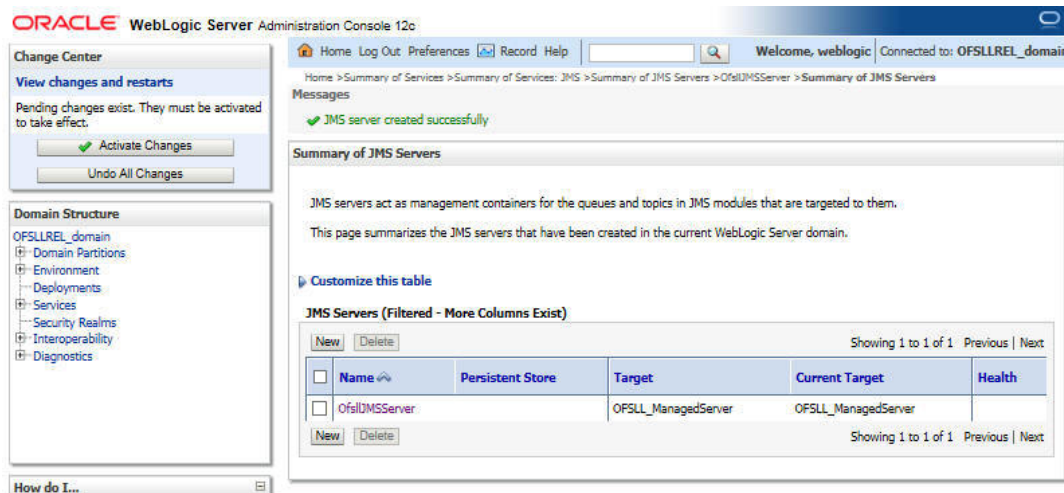 ORACLE WebLogic Server Administration Console 12c
Change Center
View changes and restarts
Pending changes exist. They must be activated
to take effect.
Activate Changes
Undo All Changes
Domain Structure
OFSLLREL_domain
Domain Partitions
Environment
Deployments
Services
Security Realms
Interoperability
Diagnostics
How do I...
Home Log Out Preferences Record Help
Welcome, weblogic Connected to: OFSLLREL_domain
Home >Summary of Services >Summary of Services: JMS >Summary of JMS Servers >OfsllJMSServer >Summary of JMS Servers
Messages
JMS server created successfully
Summary of JMS Servers
JMS servers act as management containers for the queues and topics in JMS modules that are targeted to them.
This page summarizes the JMS servers that have been created in the current WebLogic Server domain.
Customize this table
JMS Servers (Filtered - More Columns Exist)
New Delete Showing 1 to 1 of 1 Previous | Next
Name Persistent Store Target Current Target Health
OfsllJMSServer OFSLL_ManagedServer OFSLL_ManagedServer
New Delete Showing 1 to 1 of 1 Previous | Next